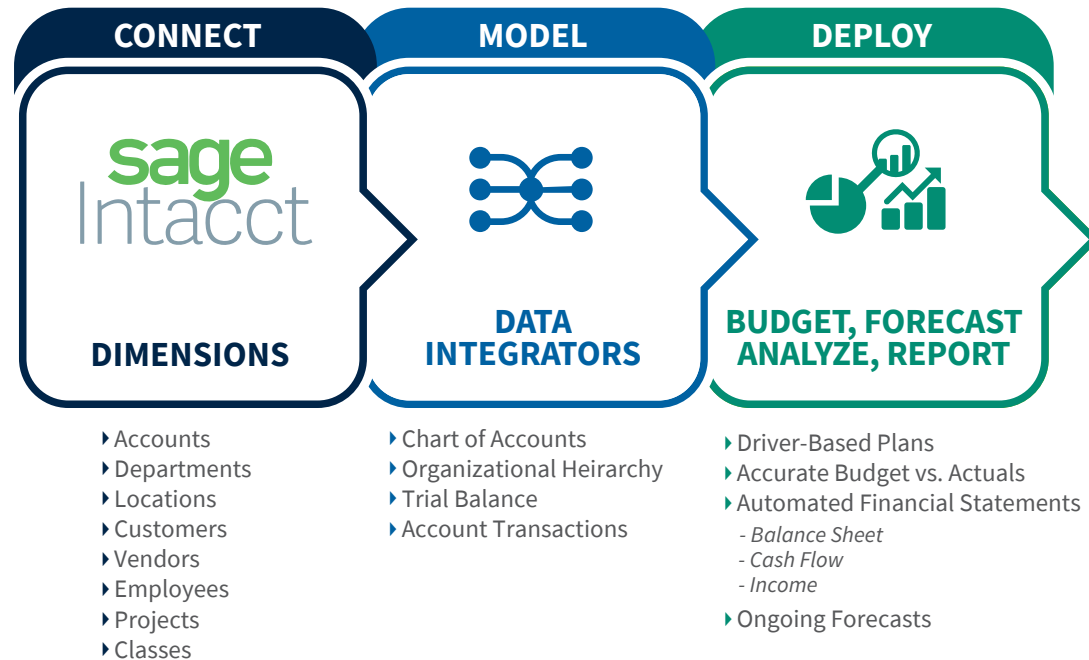 CONNECT
sage
Intacct
DIMENSIONS
Accounts
Departments
Locations
Customers
Vendors
Employees
Projects
Classes
MODEL
DATA
INTEGRATORS
Chart of Accounts
Organizational Heirarchy
Trial Balance
Account Transactions
DEPLOY
BUDGET, FORECAST
ANALYZE, REPORT
Driver-Based Plans
Accurate Budget vs. Actuals
Automated Financial Statements
- Balance Sheet
- Cash Flow
- Income
Ongoing Forecasts